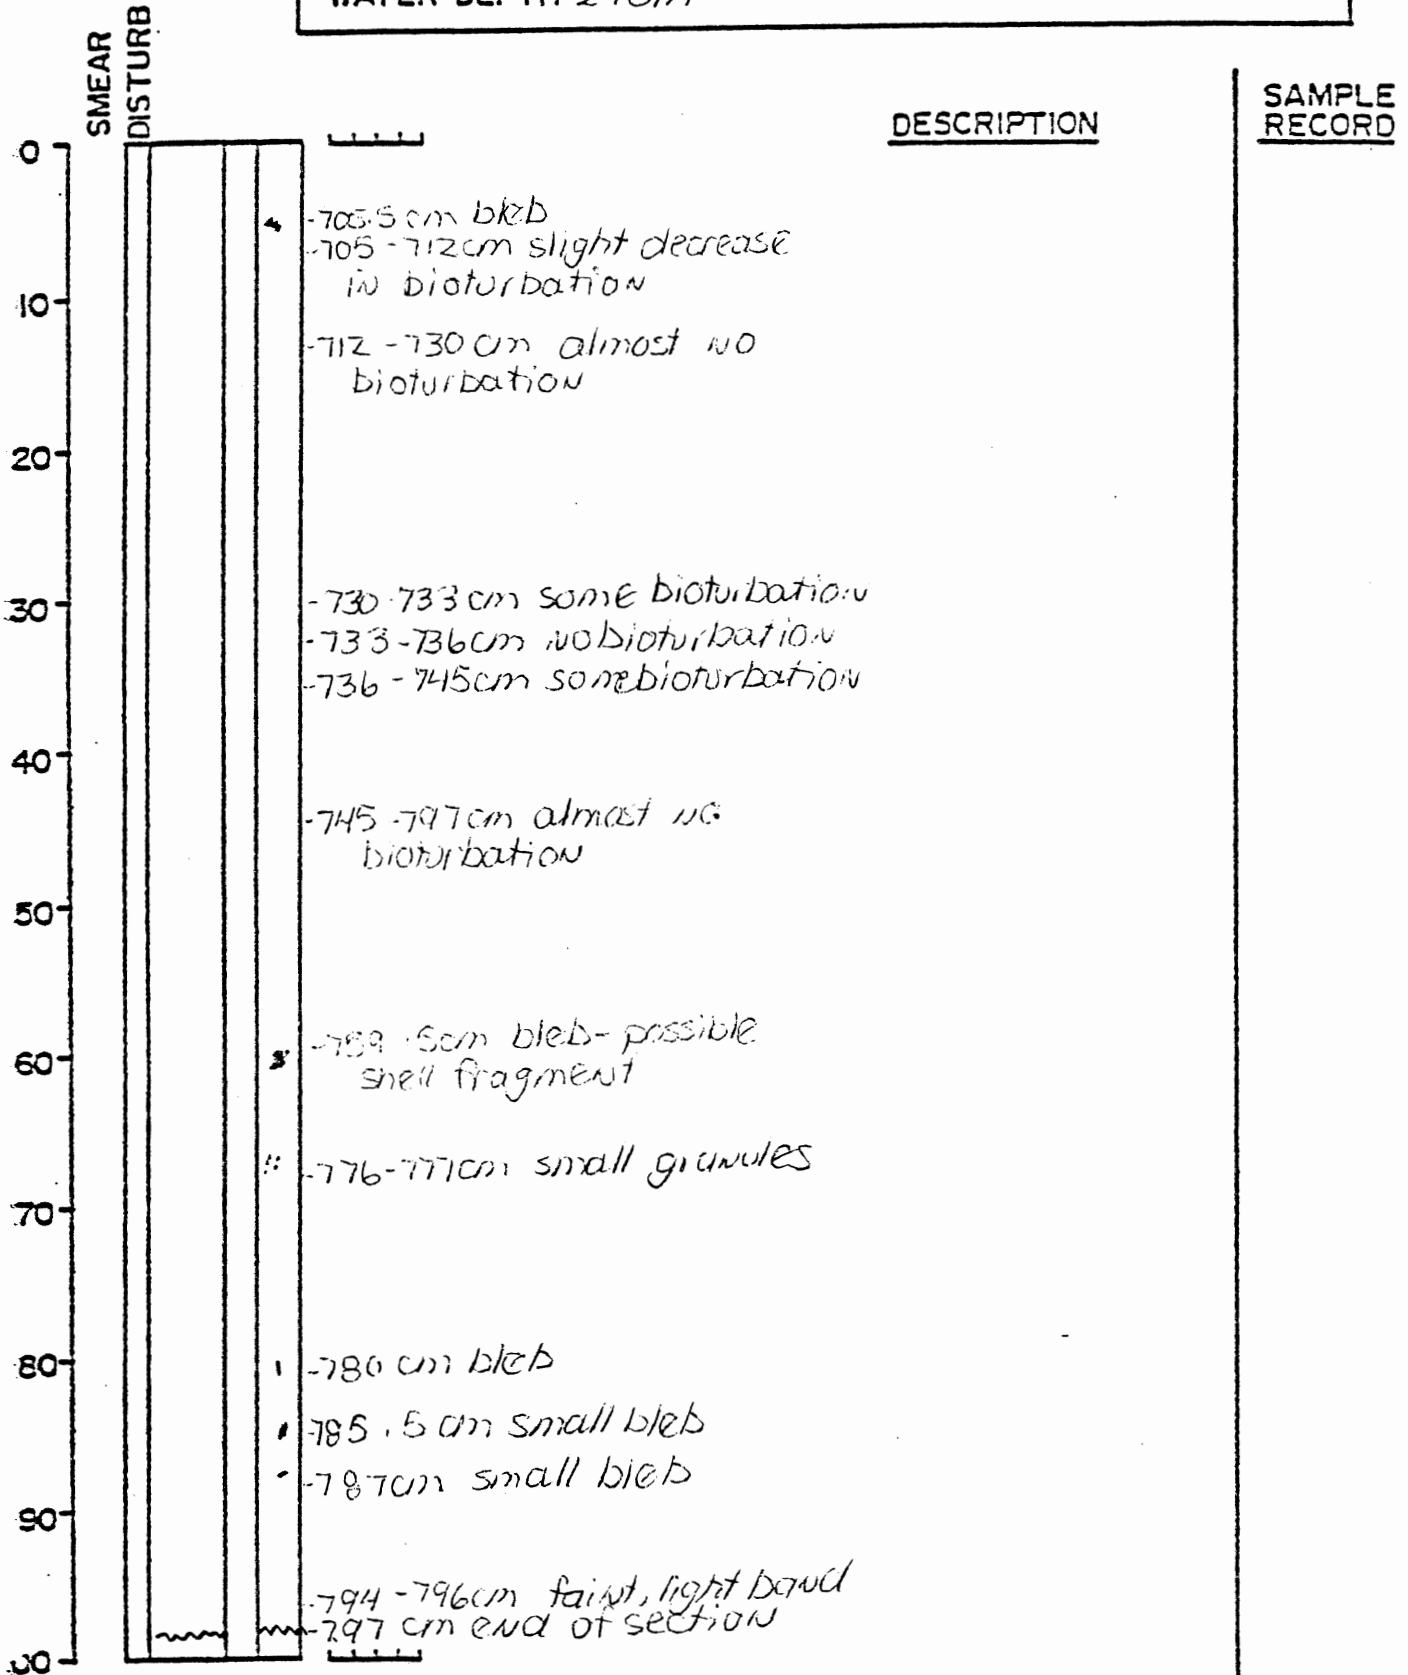 SMEAR
DISTURB
DESCRIPTION
SAMPLE
RECORD
0
-705.5 cm bleb
-705-712cm slight decrease
in bioturbation
10
-712-730 cm almost no
bioturbation
20
30
-730-733 cm some bioturbation
-733-736cm no bioturbation
-736-745cm some bioturbation
40
-745-797cm almost no
bioturbation
50
-759.5cm bleb-possible
shell fragment
60
-776-777cm small granules
70
80
-780 cm bleb
-785.5 cm small bleb
-787cm small bleb
90
-794-796cm faint, light band
-797 cm end of section